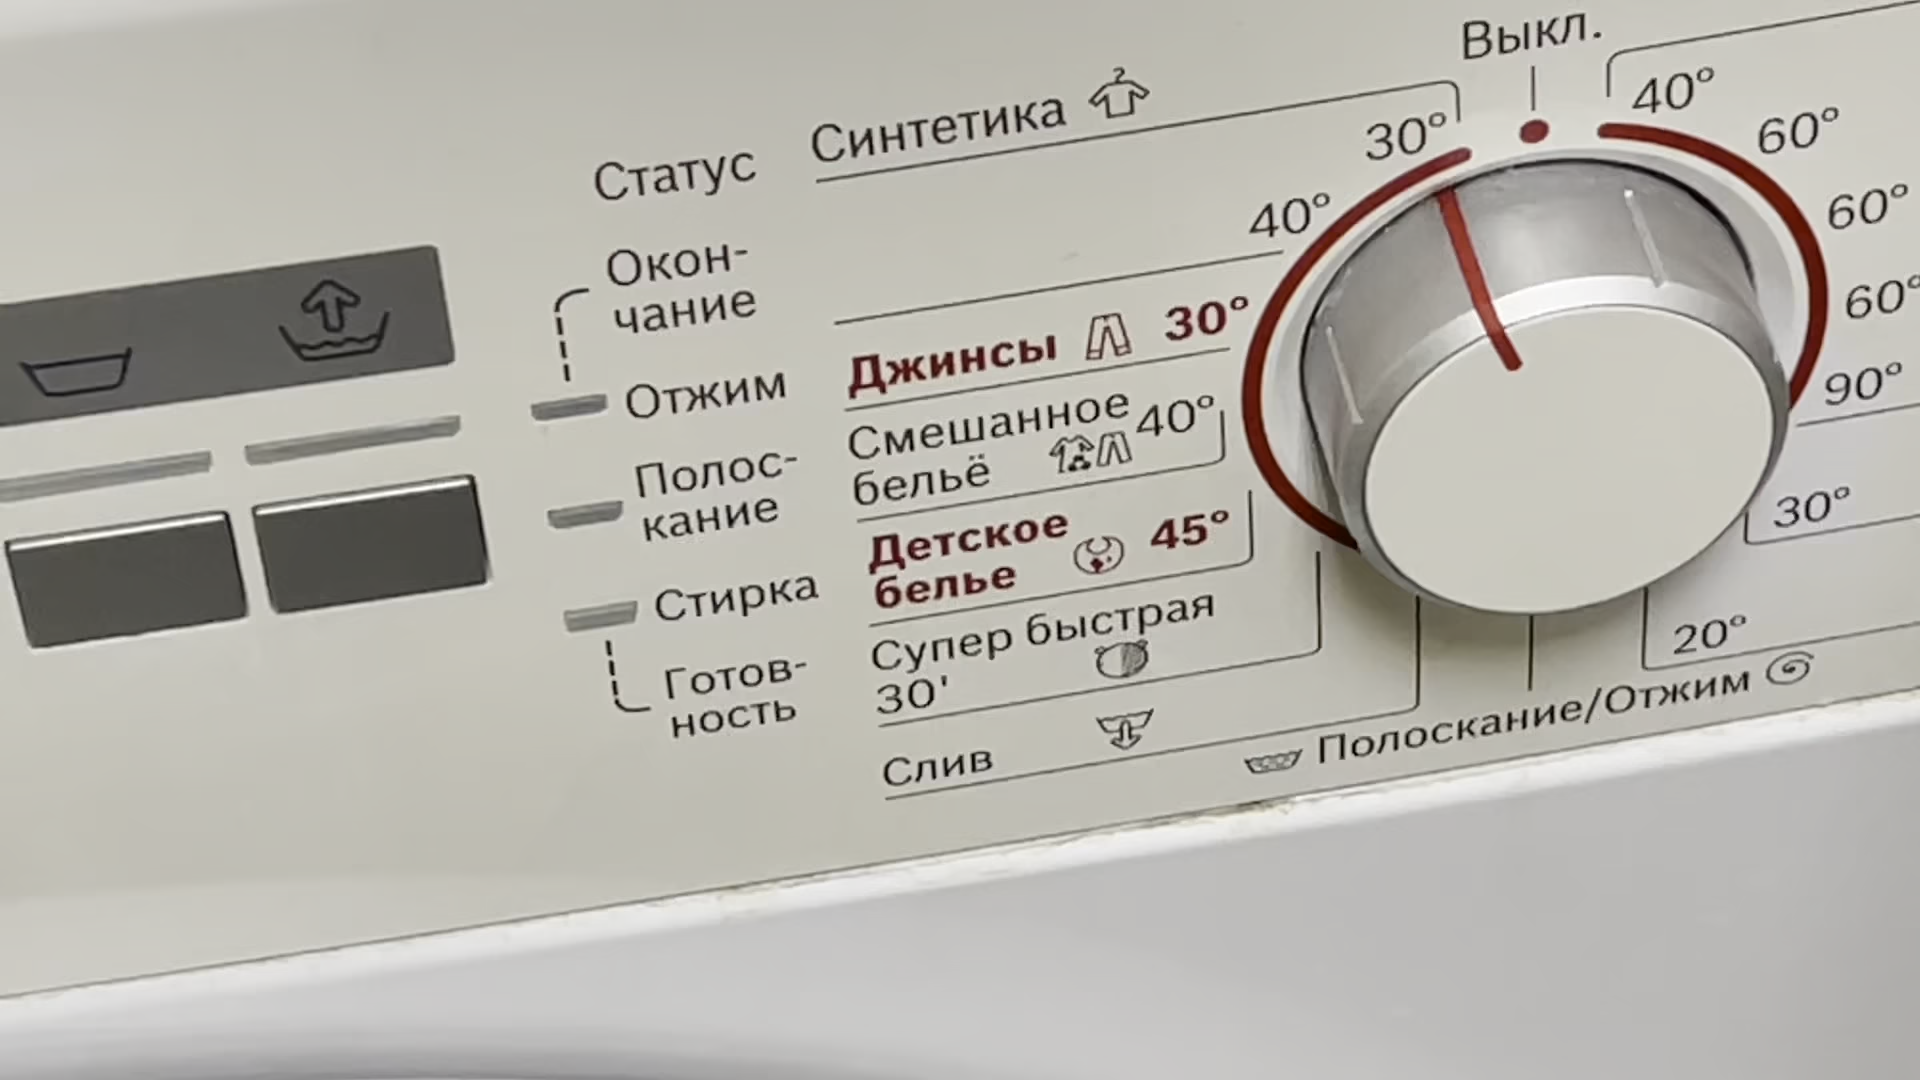 Выкл.
Синтетика
30°
40°
Статус
Окон-
чание
Отжим
Полос-
кание
Стирка
Готов-
ность
Джинсы 30°
Смешанное
бельё 40°
Детское
белье 45°
Супер быстрая
30'
Слив
Полоскание/Отжим
40°
60°
60°
60°
90°
30°
20°